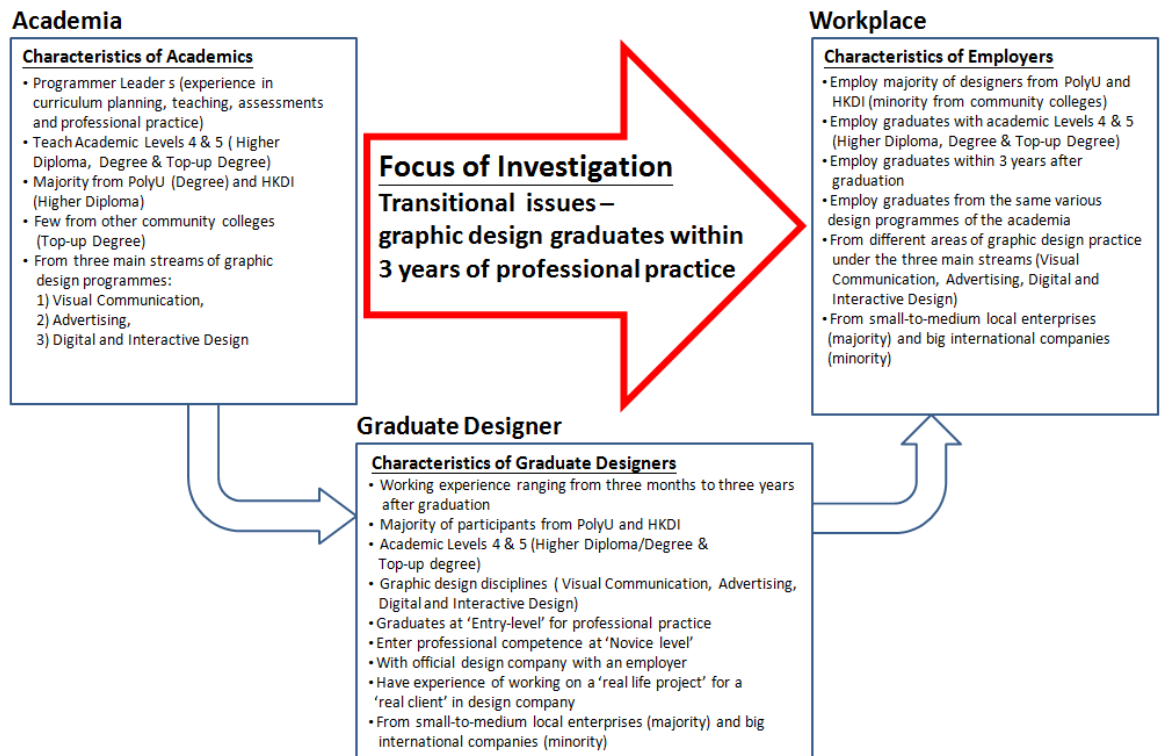 Academia
Characteristics of Academics
• Programmer Leader s (experience in
curriculum planning, teaching, assessments
and professional practice)
• Teach Academic Levels 4 & 5 ( Higher
Diploma, Degree & Top-up Degree)
• Majority from PolyU (Degree) and HKDI
(Higher Diploma)
• Few from other community colleges
(Top-up Degree)
• From three main streams of graphic
design programmes:
1) Visual Communication,
2) Advertising,
3) Digital and Interactive Design
Focus of Investigation
Transitional issues –
graphic design graduates within
3 years of professional practice
Workplace
Characteristics of Employers
• Employ majority of designers from PolyU and
HKDI (minority from community colleges)
• Employ graduates with academic Levels 4 & 5
(Higher Diploma, Degree & Top-up Degree)
• Employ graduates within 3 years after
graduation
• Employ graduates from the same various
design programmes of the academia
• From different areas of graphic design practice
under the three main streams (Visual
Communication, Advertising, Digital and
Interactive Design)
• From small-to-medium local enterprises
(majority) and big international companies
(minority)
Graduate Designer
Characteristics of Graduate Designers
• Working experience ranging from three months to three years
after graduation
• Majority of participants from PolyU and HKDI
• Academic Levels 4 & 5 (Higher Diploma/Degree &
Top-up degree)
• Graphic design disciplines ( Visual Communication, Advertising,
Digital and Interactive Design)
• Graduates at ‘Entry-level’ for professional practice
• Enter professional competence at ‘Novice level’
• With official design company with an employer
• Have experience of working on a ‘real life project’ for a
‘real client’ in design company
• From small-to-medium local enterprises (majority) and big
international companies (minority)